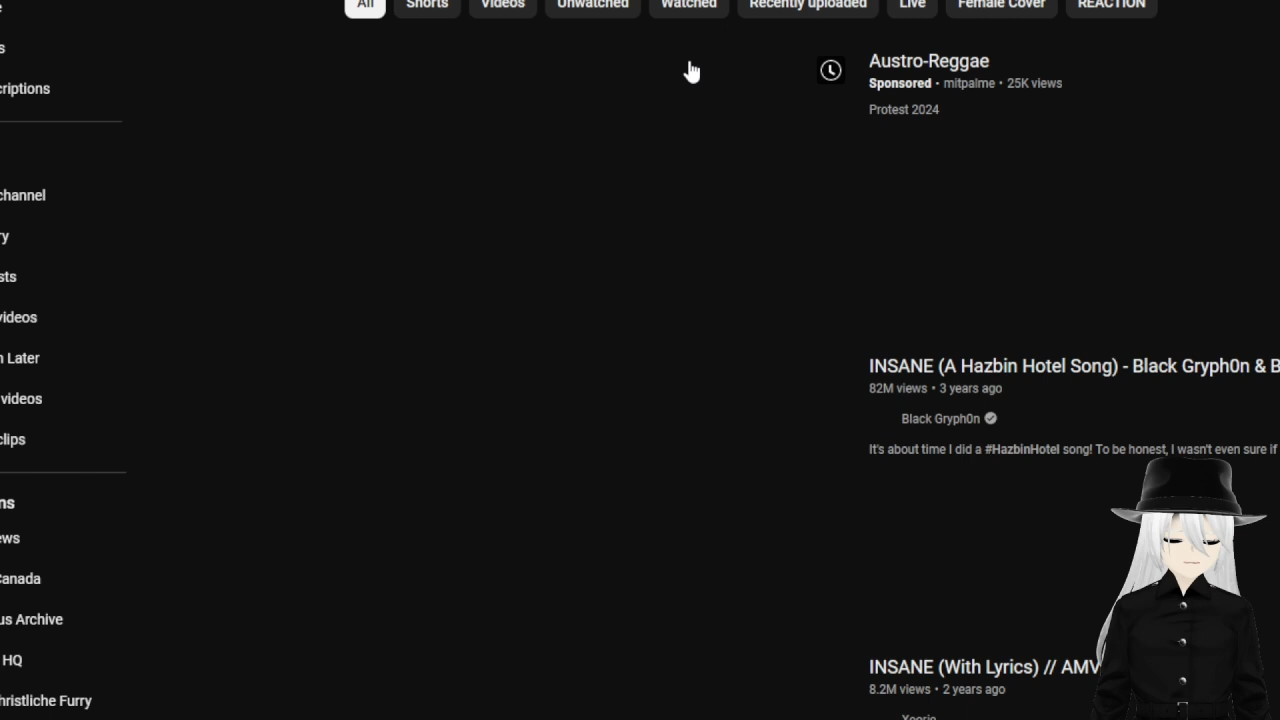 All Shorts Videos Unwatched Watched Recently uploaded Live Female Cover REACTION
s
criptions
channel
ry
sts
videos
n Later
videos
clips
ns
ews
Canada
us Archive
HQ
hristliche Furry
Austro-Reggae
Sponsored • mitpalme • 25K views
Protest 2024
INSANE (A Hazbin Hotel Song) - Black Gryph0n & B
82M views • 3 years ago
Black Gryph0n
It's about time I did a #HazbinHotel song! To be honest, I wasn't even sure if
INSANE (With Lyrics) // AMV
8.2M views • 2 years ago